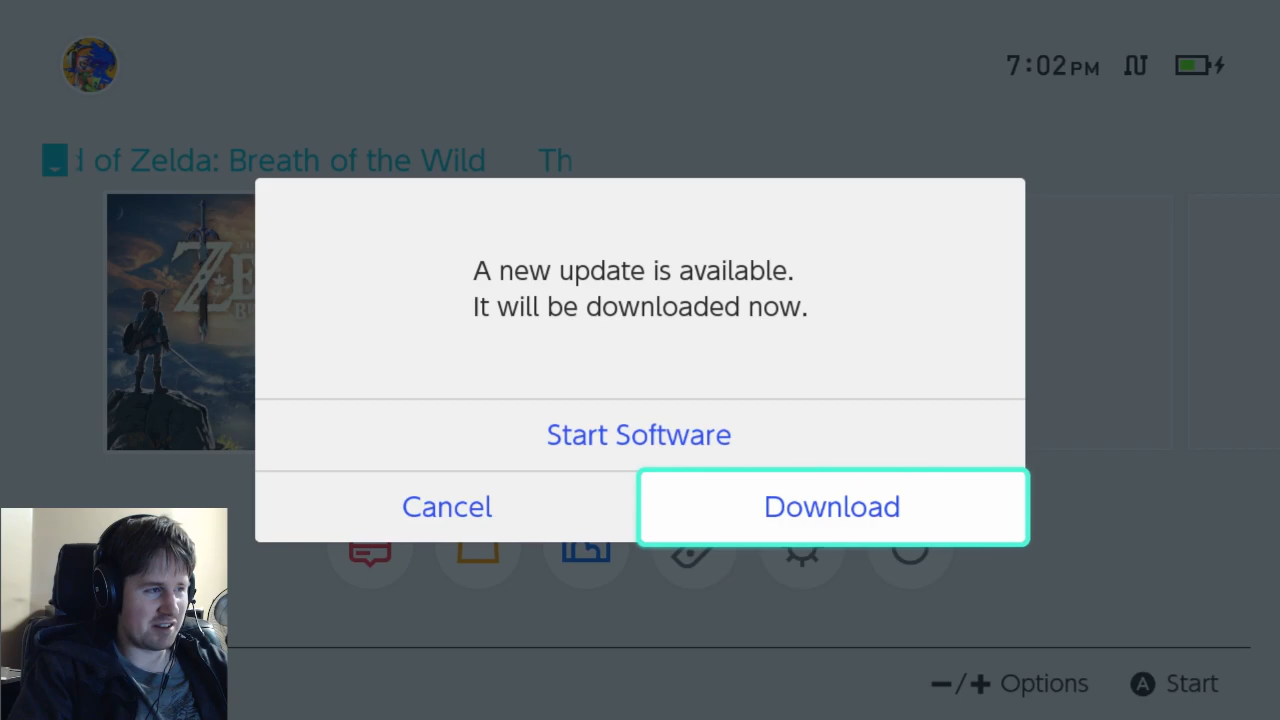 7:02PM
d of Zelda: Breath of the Wild Th
A new update is available.
It will be downloaded now.
Start Software
Cancel
Download
−/+ Options
A Start